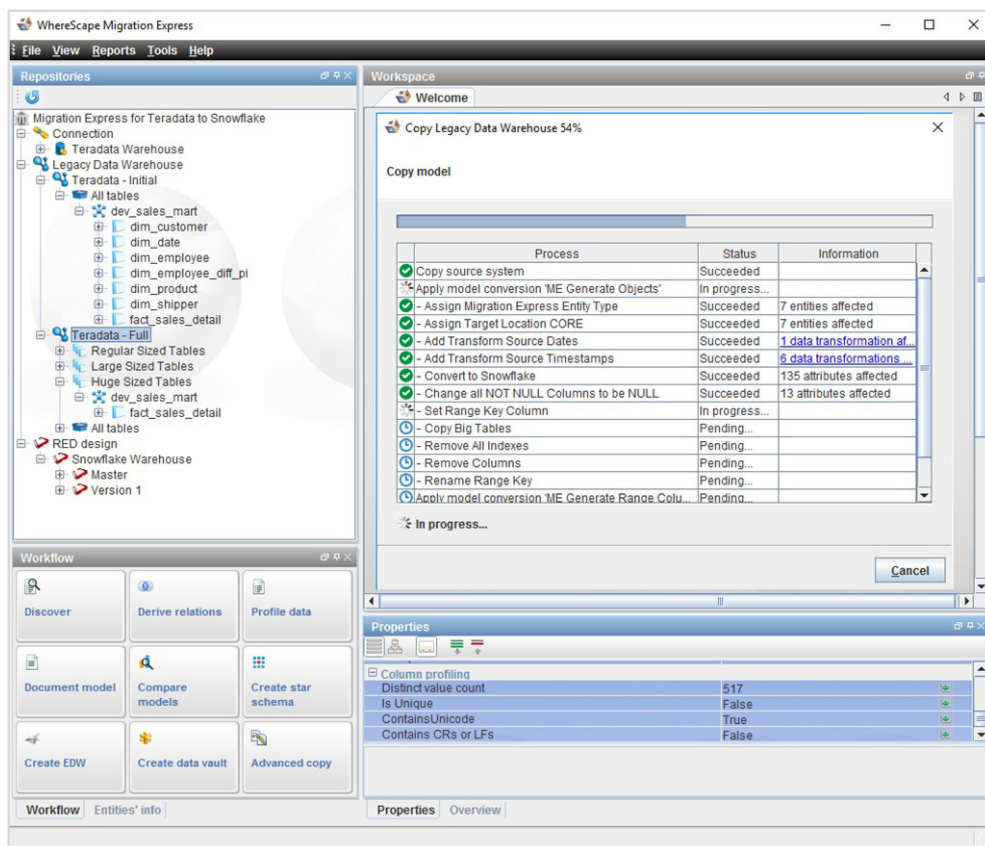 WhereScape Migration Express
File View Reports Tools Help
Repositories
Migration Express for Teradata to Snowflake
Connection
Teradata Warehouse
Legacy Data Warehouse
Teradata - Initial
All tables
dev_sales_mart
dim_customer
dim_date
dim_employee
dim_employee_diff_pi
dim_product
dim_shipper
fact_sales_detail
Teradata - Full
Regular Sized Tables
Large Sized Tables
Huge Sized Tables
dev_sales_mart
fact_sales_detail
All tables
RED design
Snowflake Warehouse
Master
Version 1
Workflow
Discover Derive relations Profile data
Document model Compare models Create star schema
Create EDW Create data vault Advanced copy
Workflow Entities' info
Workspace
Welcome
Copy Legacy Data Warehouse 54%
Copy model
Process Status Information
Copy source system Succeeded
Apply model conversion 'ME Generate Objects' In progress...
- Assign Migration Express Entity Type Succeeded 7 entities affected
- Assign Target Location CORE Succeeded 7 entities affected
- Add Transform Source Dates Succeeded 1 data transformation af...
- Add Transform Source Timestamps Succeeded 6 data transformations ...
- Convert to Snowflake Succeeded 135 attributes affected
- Change all NOT NULL Columns to be NULL Succeeded 13 attributes affected
- Set Range Key Column In progress...
- Copy Big Tables Pending...
- Remove All Indexes Pending...
- Remove Columns Pending...
- Rename Range Key Pending...
Apply model conversion 'ME Generate Range Colu... Pending...
In progress...
Cancel
Properties
Column profiling
Distinct value count 517
Is Unique False
ContainsUnicode True
Contains CRs or LFs False
Properties Overview